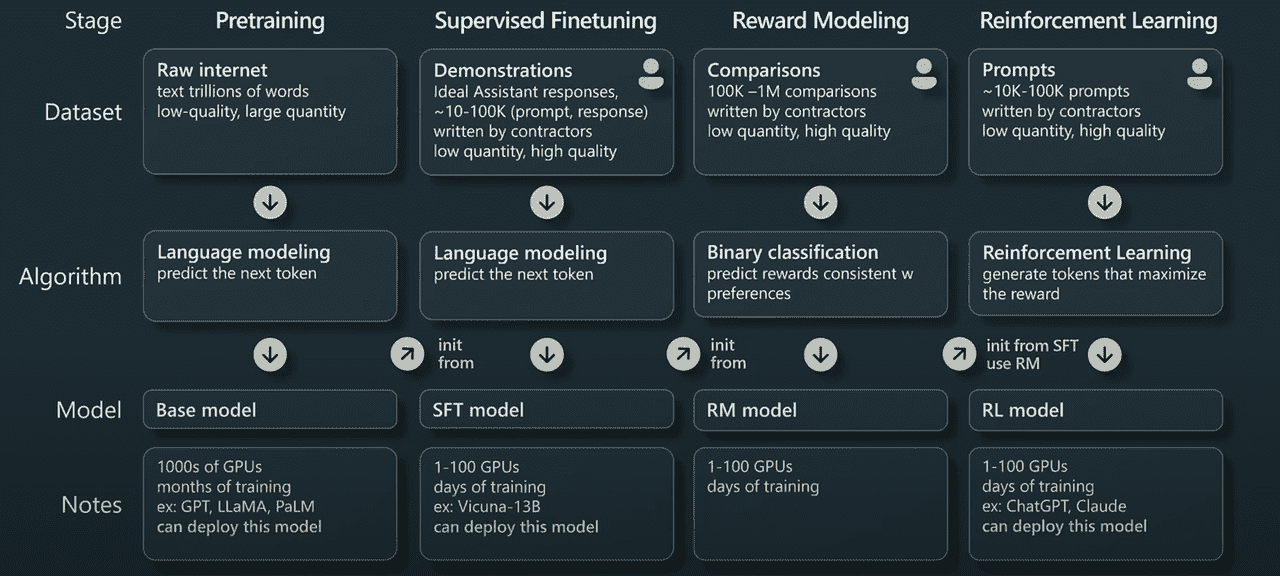 Stage
Pretraining
Supervised Finetuning
Reward Modeling
Reinforcement Learning
Dataset
Raw internet
text trillions of words
low-quality, large quantity
Demonstrations
Ideal Assistant responses,
~10-100K (prompt, response)
written by contractors
low quantity, high quality
Comparisons
100K –1M comparisons
written by contractors
low quantity, high quality
Prompts
~10K-100K prompts
written by contractors
low quantity, high quality
Algorithm
Language modeling
predict the next token
Language modeling
predict the next token
Binary classification
predict rewards consistent w
preferences
Reinforcement Learning
generate tokens that maximize
the reward
init
from
init
from
init from SFT
use RM
Model
Base model
SFT model
RM model
RL model
Notes
1000s of GPUs
months of training
ex: GPT, LLaMA, PaLM
can deploy this model
1-100 GPUs
days of training
ex: Vicuna-13B
can deploy this model
1-100 GPUs
days of training
1-100 GPUs
days of training
ex: ChatGPT, Claude
can deploy this model